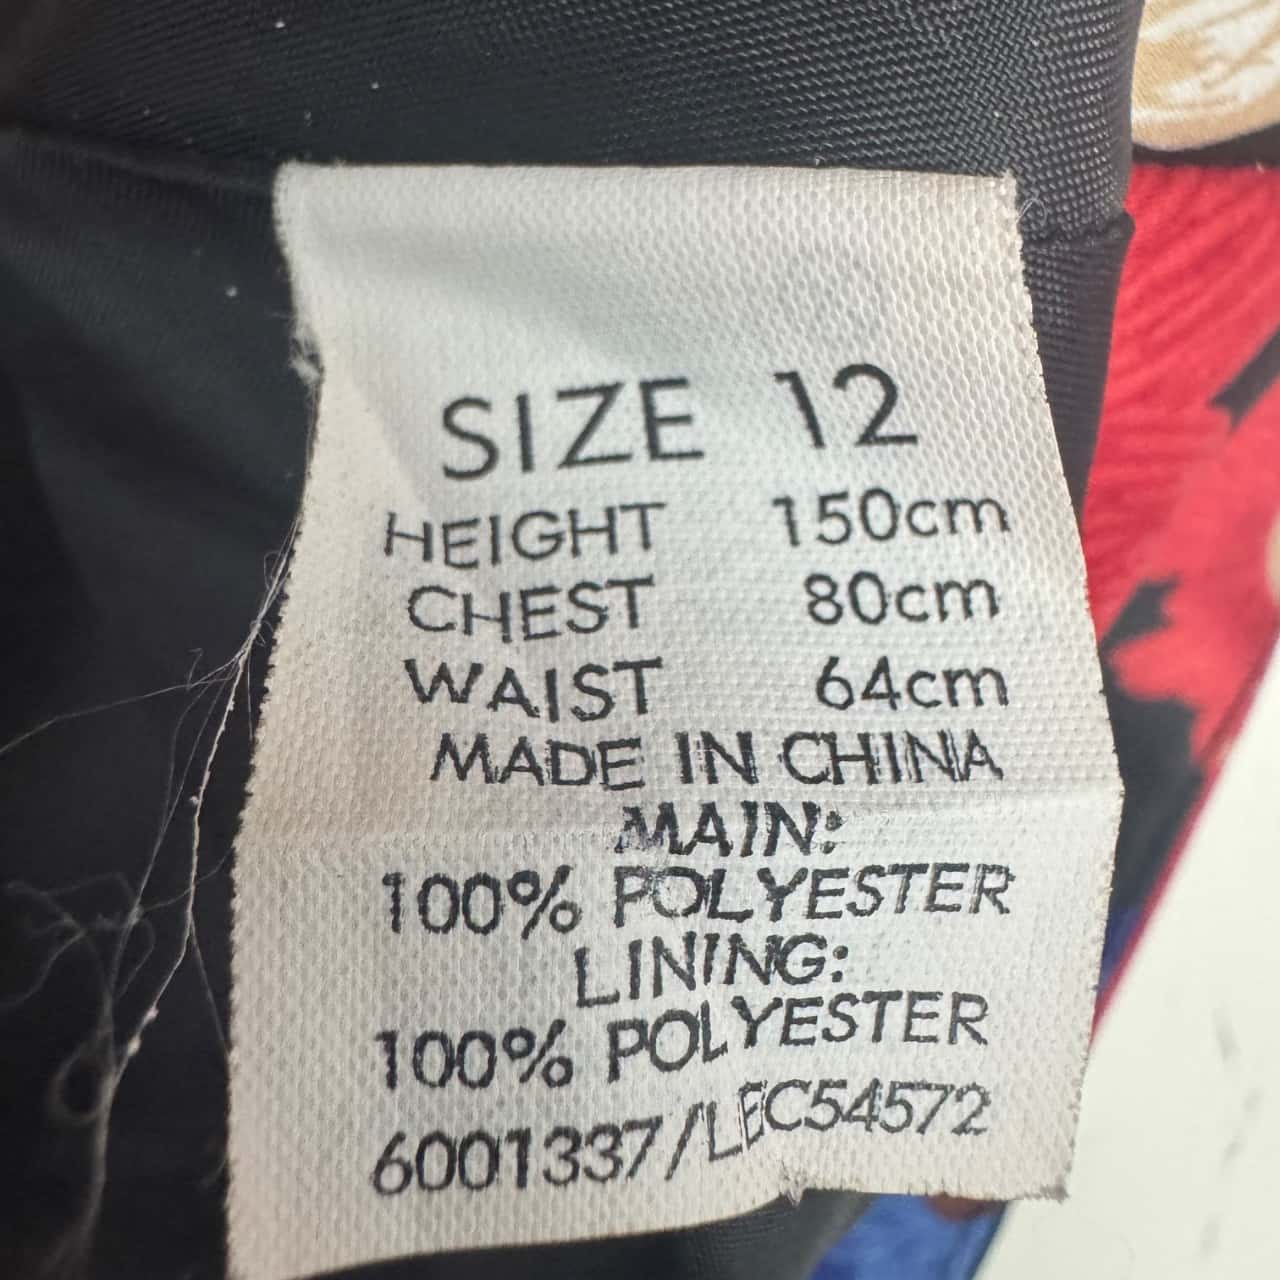 SIZE 12
HEIGHT 150cm
CHEST 80cm
WAIST 64cm
MADE IN CHINA
MAIN:
100% POLYESTER
LINING:
100% POLYESTER
6001337/LEC54572